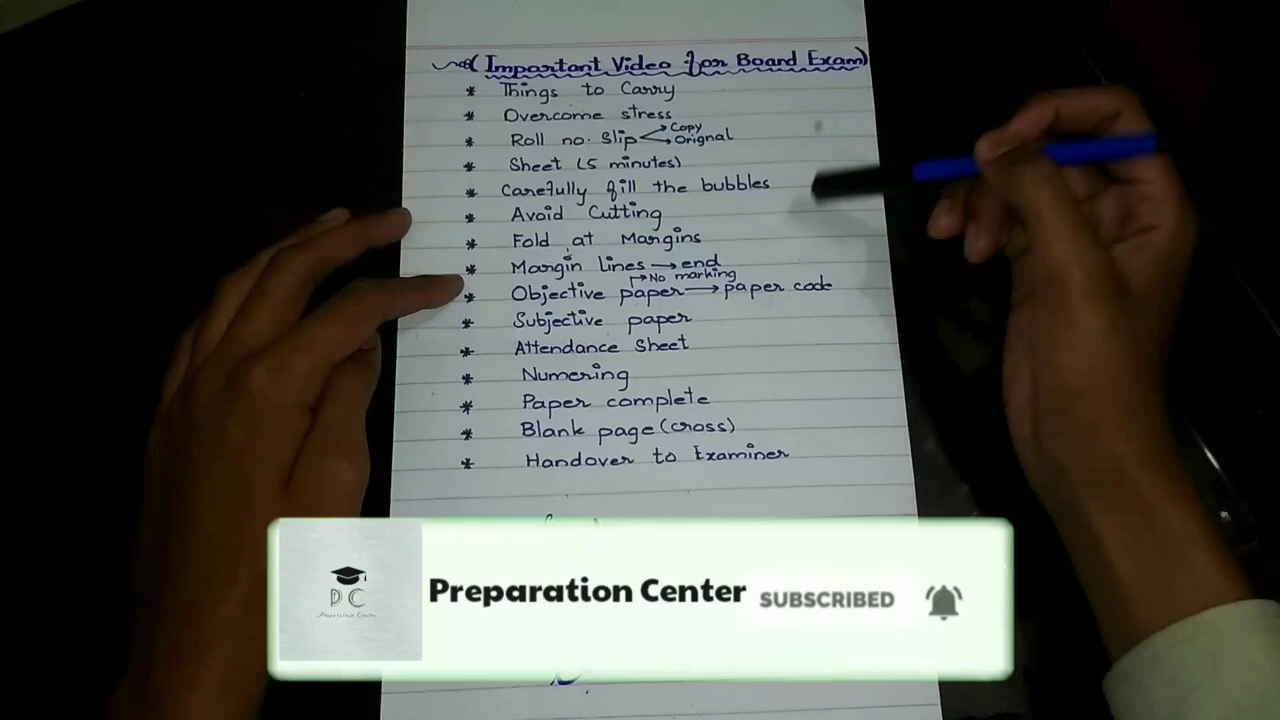 (Important Video for Board Exam)
* Things to Carry
* Overcome stress
* Roll no. Slip Copy Orignal
* Sheet (5 minutes)
* Carefully fill the bubbles
* Avoid Cutting
* Fold at Margins
* Margin lines → end
No marking
* Objective paper → paper code
* Subjective paper
* Attendance Sheet
* Numering
* Paper complete
* Blank page (cross)
* Handover to Examiner
PC
Preparation Center
Preparation Center SUBSCRIBED